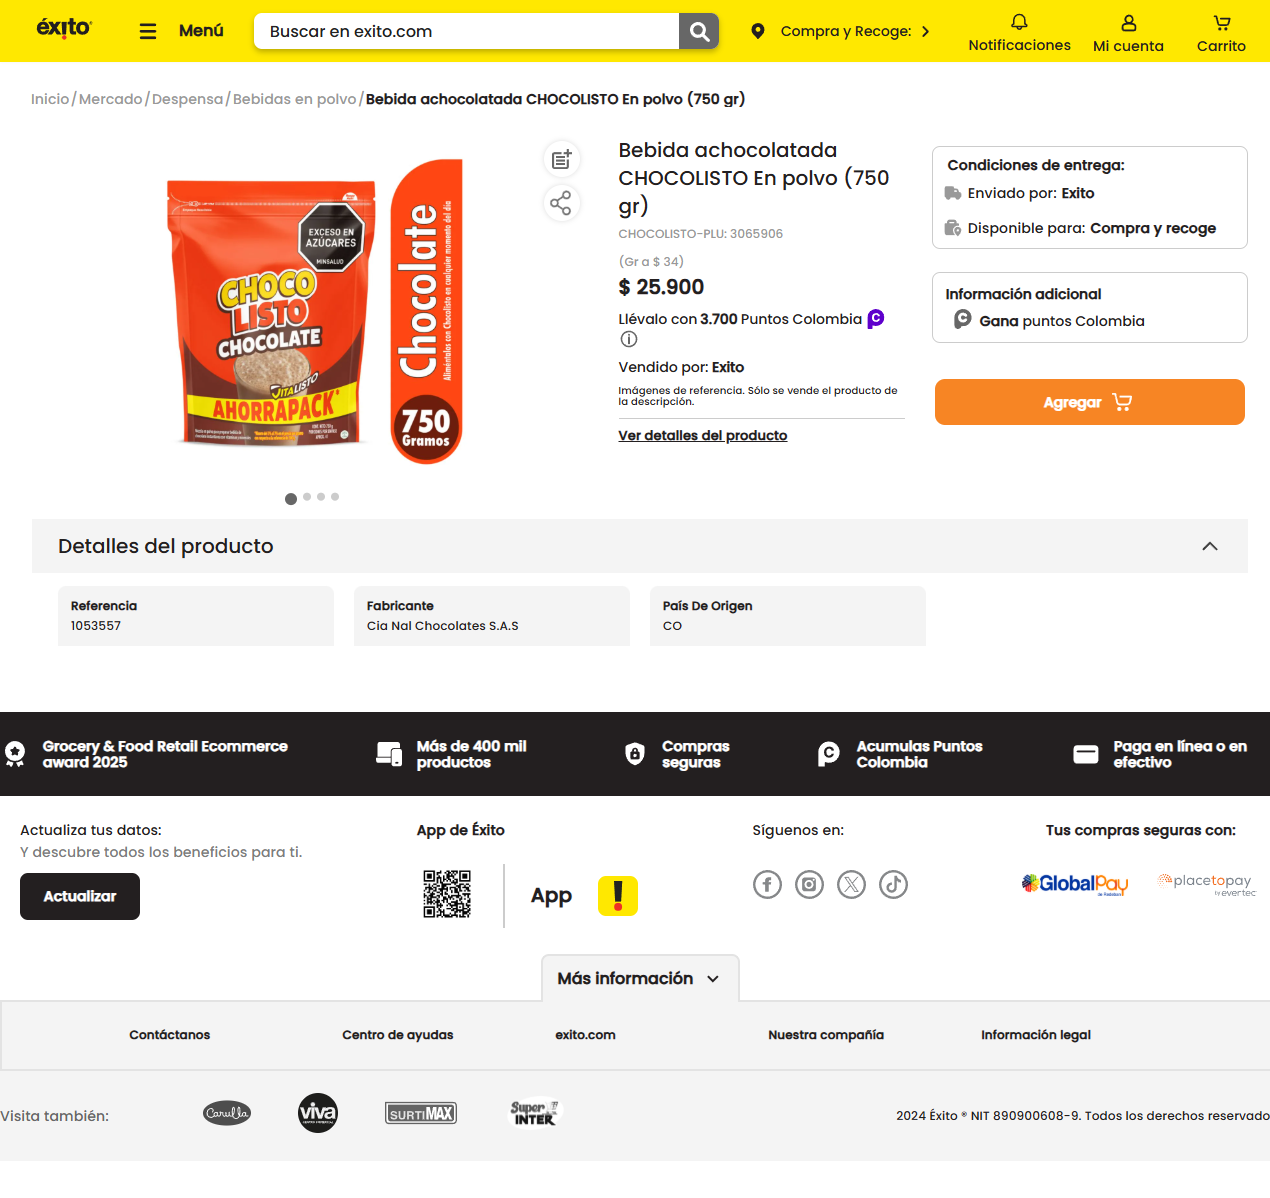 éxito
Menú
Buscar en exito.com
Compra y Recoge:
Notificaciones
Mi cuenta
Carrito
Inicio/Mercado/Despensa/Bebidas en polvo/Bebida achocolatada CHOCOLISTO En polvo (750 gr)
EXCESO EN
AZÚCARES
MINSALUD
CHOCO
LISTO
CHOCOLATE
VITALISTO
AHORRAPACK*
Chocolate
Aliméntalos con Chocolisto en cualquier momento del día
750
Gramos
Bebida achocolatada
CHOCOLISTO En polvo (750
gr)
CHOCOLISTO-PLU: 3065906
(Gr a $ 34)
$ 25.900
Llévalo con 3.700 Puntos Colombia
Vendido por: Exito
Imágenes de referencia. Sólo se vende el producto de
la descripción.
Ver detalles del producto
Condiciones de entrega:
Enviado por: Exito
Disponible para: Compra y recoge
Información adicional
Gana puntos Colombia
Agregar
Detalles del producto
Referencia
1053557
Fabricante
Cia Nal Chocolates S.A.S
País De Origen
CO
Grocery & Food Retail Ecommerce
award 2025
Más de 400 mil
productos
Compras
seguras
Acumulas Puntos
Colombia
Paga en línea o en
efectivo
Actualiza tus datos:
Y descubre todos los beneficios para ti.
Actualizar
App de Éxito
App
Síguenos en:
Tus compras seguras con:
GlobalPay
placetopay
by evertec
Más información
Contáctanos
Centro de ayudas
exito.com
Nuestra compañía
Información legal
Visita también:
Carulla
viva
SURTIMAX
Super
INTER
2024 Éxito ® NIT 890900608-9. Todos los derechos reservado